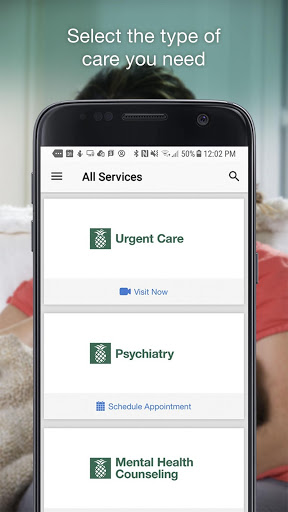 Select the type of
care you need
58% 12:02 PM
All Services
Urgent Care
Visit Now
Psychiatry
Schedule Appointment
Mental Health
Counseling